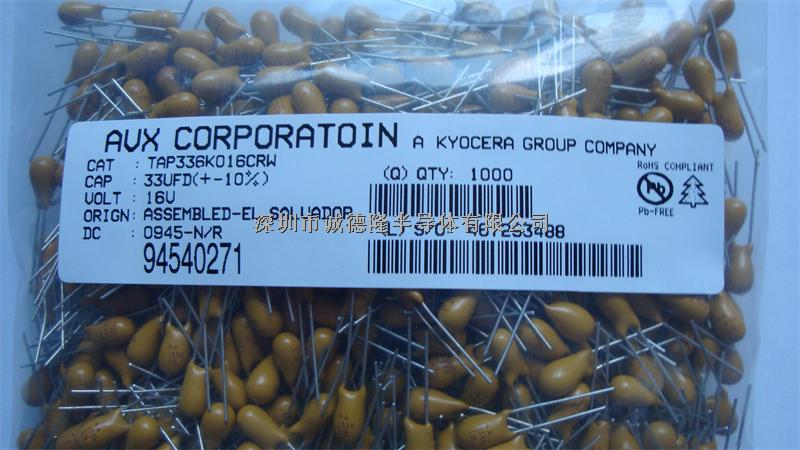 AVX CORPORATOIN A KYOCERA GROUP COMPANY
CAT : TAP336K016CRW
(Q) QTY: 1000
RoHS COMPLIANT
CAP : 33UFD(+-10%)
VOLT : 16V
ORIGN: ASSEMBLED-EL SALVADOR
Pb
Pb-Free
深圳市诚德隆半导体有限公司
DC : 0945-N/R
94540271